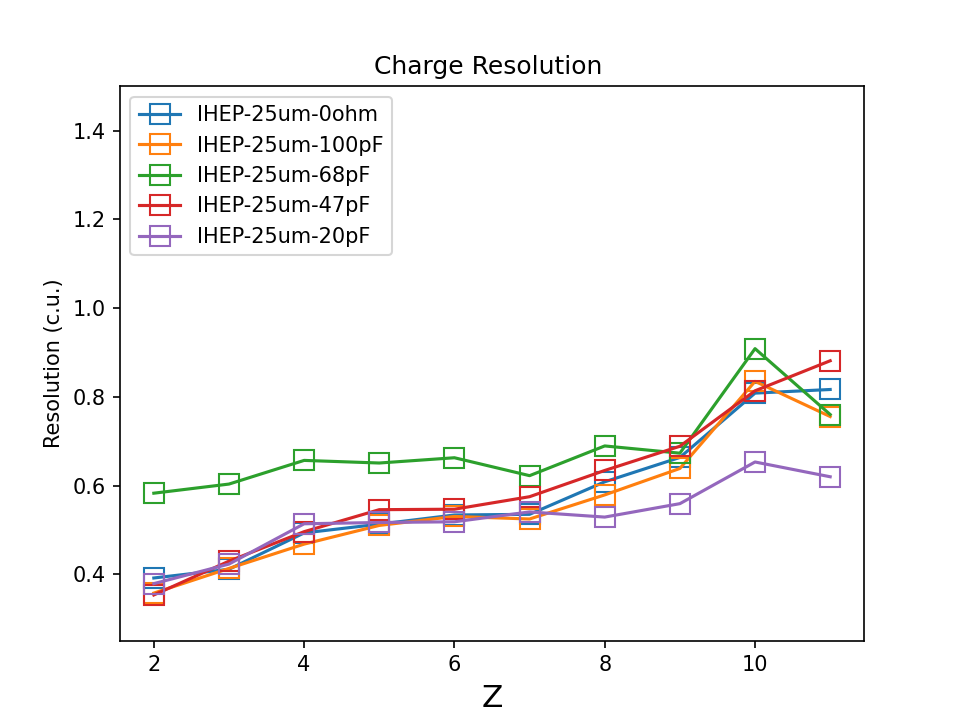 Charge Resolution
IHEP-25um-0ohm
IHEP-25um-100pF
IHEP-25um-68pF
IHEP-25um-47pF
IHEP-25um-20pF
Resolution (c.u.)
1.4
1.2
1.0
0.8
0.6
0.4
2 4 6 8 10
Z